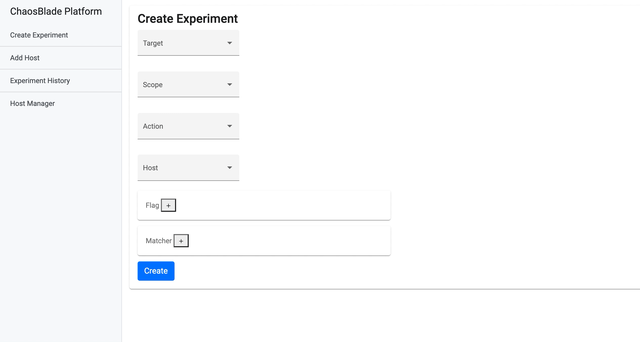 ChaosBlade Platform
Create Experiment
Add Host
Experiment History
Host Manager
Create Experiment
Target
Scope
Action
Host
Flag +
Matcher +
Create